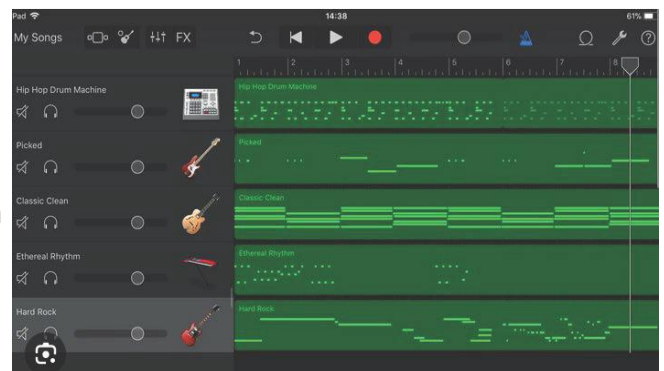 Pad 14:38 61%
My Songs FX
1 2 3 4 5 6 7 8
Hip Hop Drum Machine Hip Hop Drum Machine
Picked Picked
Classic Clean Classic Clean
Ethereal Rhythm Ethereal Rhythm
Hard Rock Hard Rock